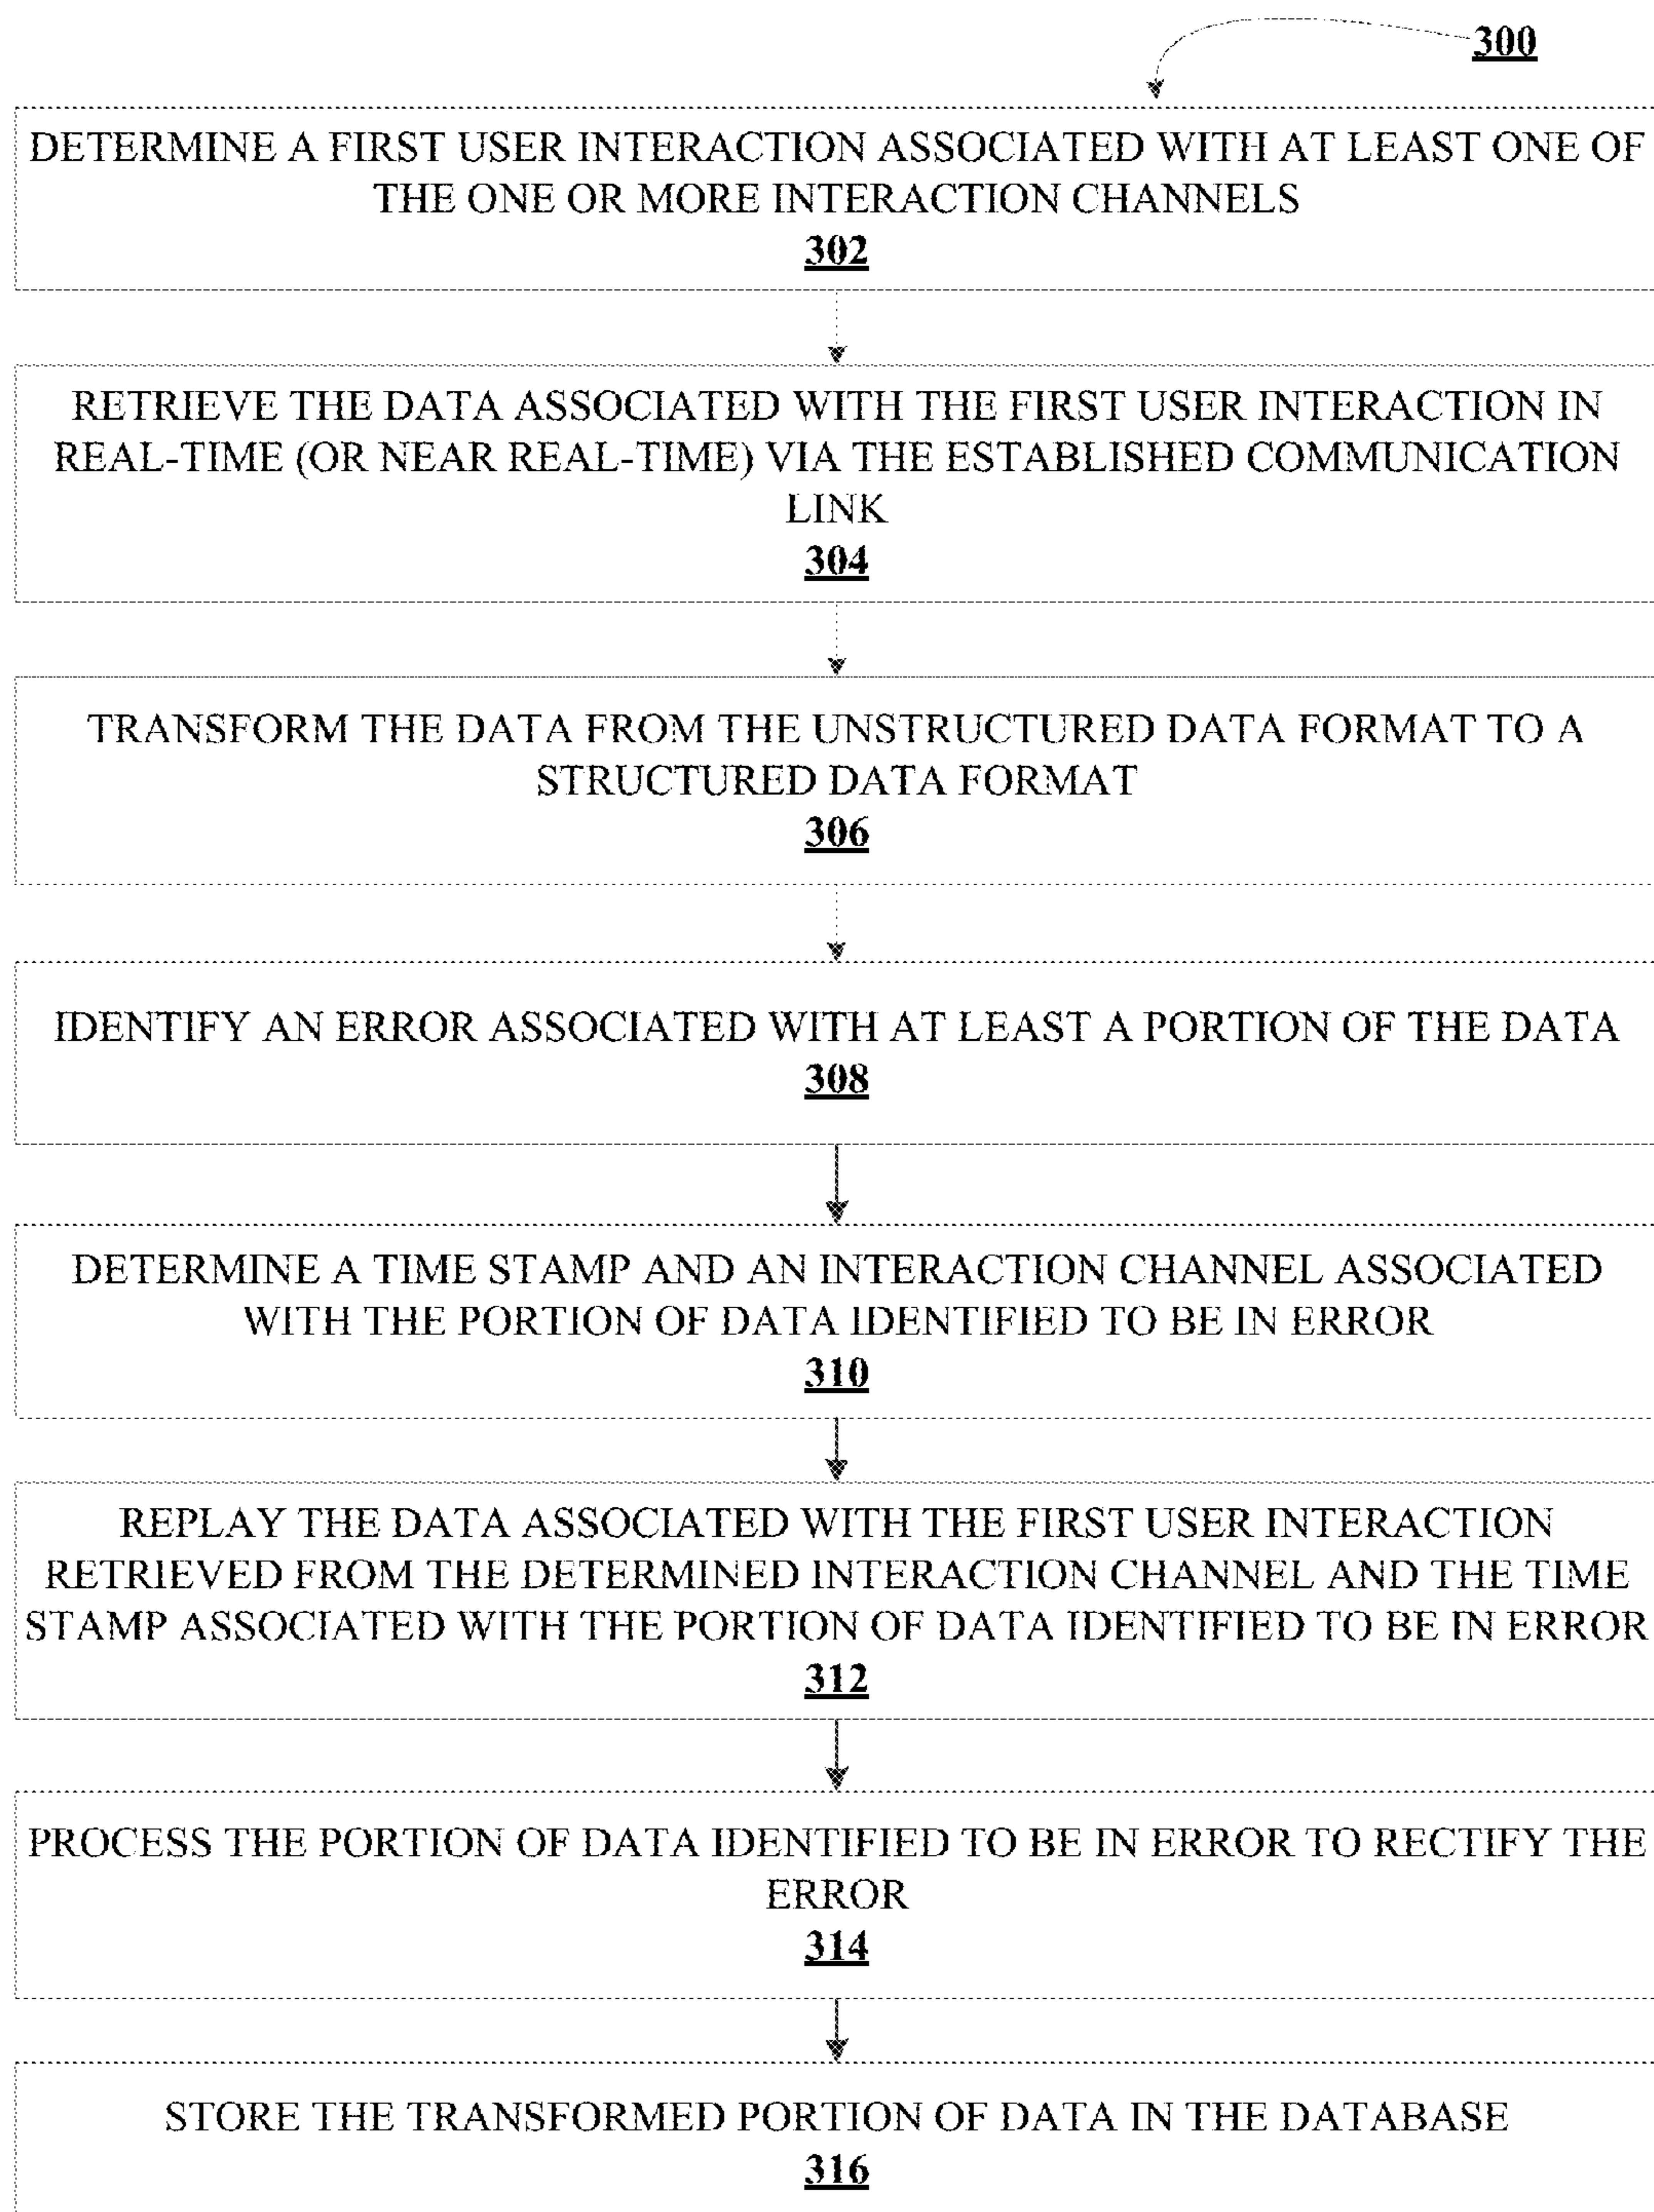 300
DETERMINE A FIRST USER INTERACTION ASSOCIATED WITH AT LEAST ONE OF
THE ONE OR MORE INTERACTION CHANNELS
302
RETRIEVE THE DATA ASSOCIATED WITH THE FIRST USER INTERACTION IN
REAL-TIME (OR NEAR REAL-TIME) VIA THE ESTABLISHED COMMUNICATION
LINK
304
TRANSFORM THE DATA FROM THE UNSTRUCTURED DATA FORMAT TO A
STRUCTURED DATA FORMAT
306
IDENTIFY AN ERROR ASSOCIATED WITH AT LEAST A PORTION OF THE DATA
308
DETERMINE A TIME STAMP AND AN INTERACTION CHANNEL ASSOCIATED
WITH THE PORTION OF DATA IDENTIFIED TO BE IN ERROR
310
REPLAY THE DATA ASSOCIATED WITH THE FIRST USER INTERACTION
RETRIEVED FROM THE DETERMINED INTERACTION CHANNEL AND THE TIME
STAMP ASSOCIATED WITH THE PORTION OF DATA IDENTIFIED TO BE IN ERROR
312
PROCESS THE PORTION OF DATA IDENTIFIED TO BE IN ERROR TO RECTIFY THE
ERROR
314
STORE THE TRANSFORMED PORTION OF DATA IN THE DATABASE
316